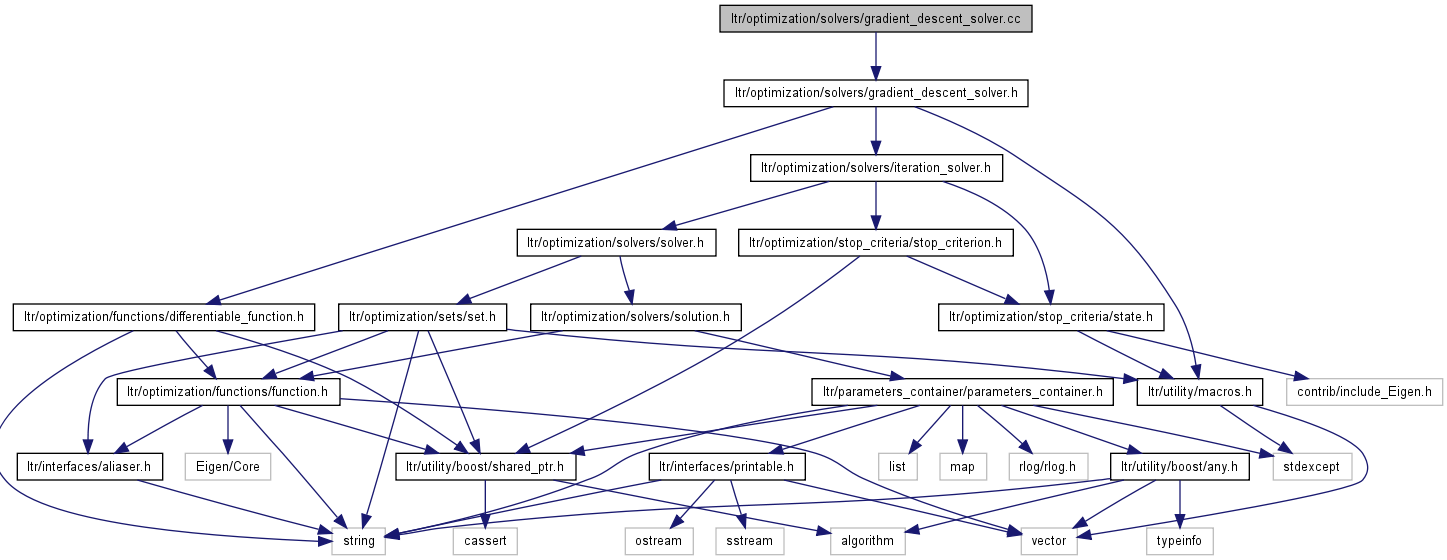 ltr/optimization/solvers/gradient_descent_solver.cc
ltr/optimization/solvers/gradient_descent_solver.h
ltr/optimization/solvers/iteration_solver.h
ltr/optimization/solvers/solver.h
ltr/optimization/stop_criteria/stop_criterion.h
ltr/optimization/functions/differentiable_function.h
ltr/optimization/sets/set.h
ltr/optimization/solvers/solution.h
ltr/optimization/stop_criteria/state.h
ltr/optimization/functions/function.h
ltr/parameters_container/parameters_container.h
ltr/utility/macros.h
contrib/include_Eigen.h
ltr/interfaces/aliaser.h
Eigen/Core
ltr/utility/boost/shared_ptr.h
ltr/interfaces/printable.h
list
map
rlog/rlog.h
ltr/utility/boost/any.h
stdexcept
string
cassert
ostream
sstream
algorithm
vector
typeinfo